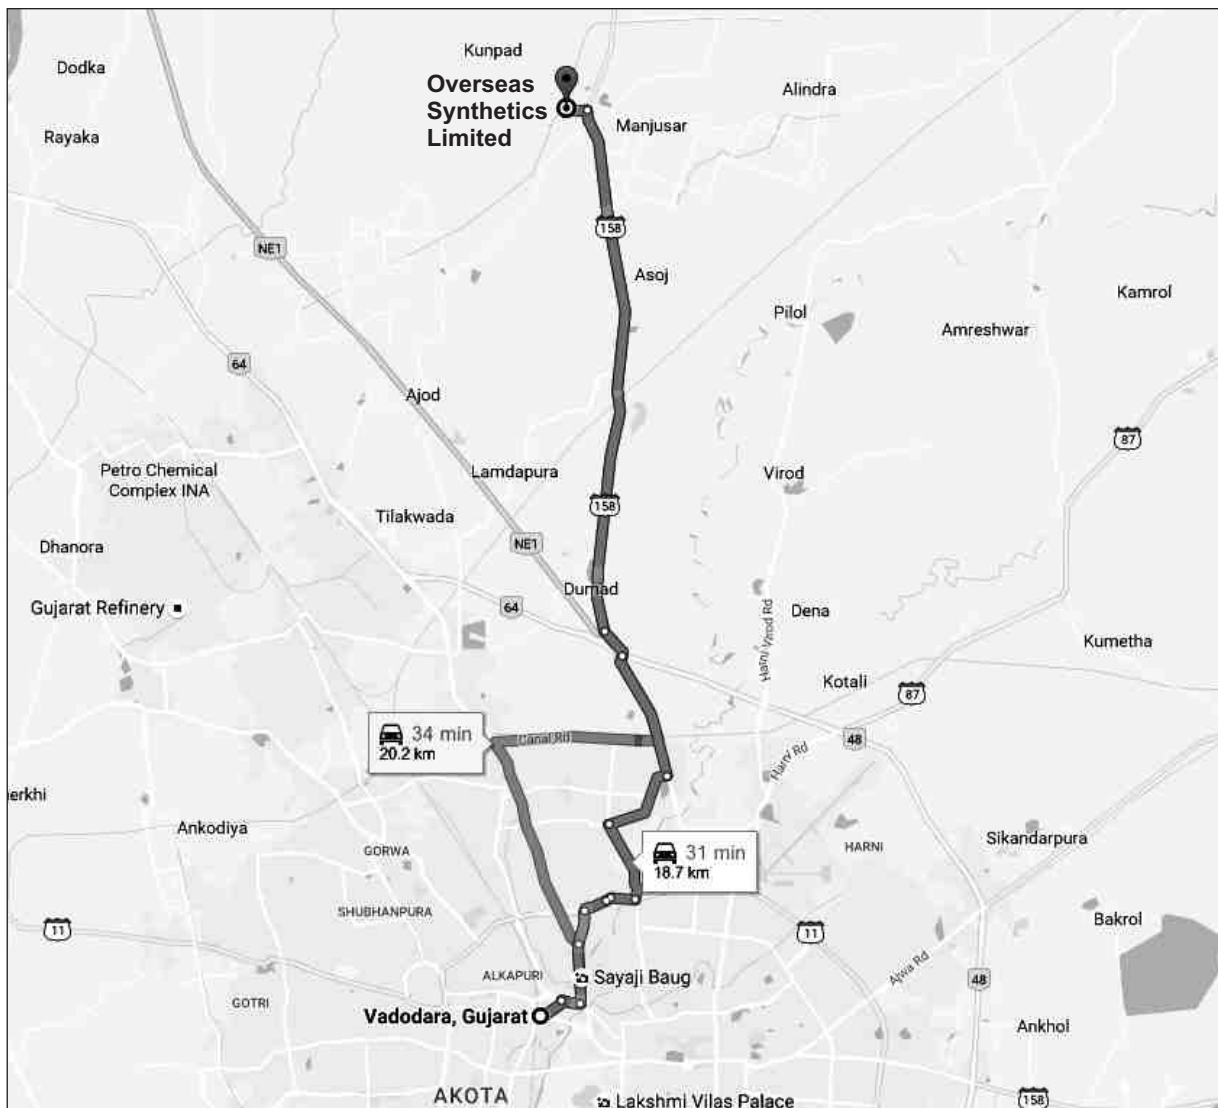 Kunpad
Dodka
Overseas
Synthetics
Limited
Alindra
Manjusar
Rayaka
158
NE1
Asoj
Kamrol
Pilol
Amreshwar
64
Ajod
87
Petro Chemical
Complex INA
Lamdapura
Virod
158
Tilakwada
NE1
Dhanora
Dumad
64
Gujarat Refinery
Dena
Harni Virod Rd
Kumetha
Kotali
87
34 min
20.2 km
Canal Rd
48
Harni Rd
erkhi
Ankodiya
GORWA
31 min
18.7 km
HARNI
Sikandarpura
SHUBHANPURA
11
11
Bakrol
Ajwa Rd
ALKAPURI
Sayaji Baug
48
GOTRI
Vadodara, Gujarat
Ankhol
AKOTA
Lakshmi Vilas Palace
158